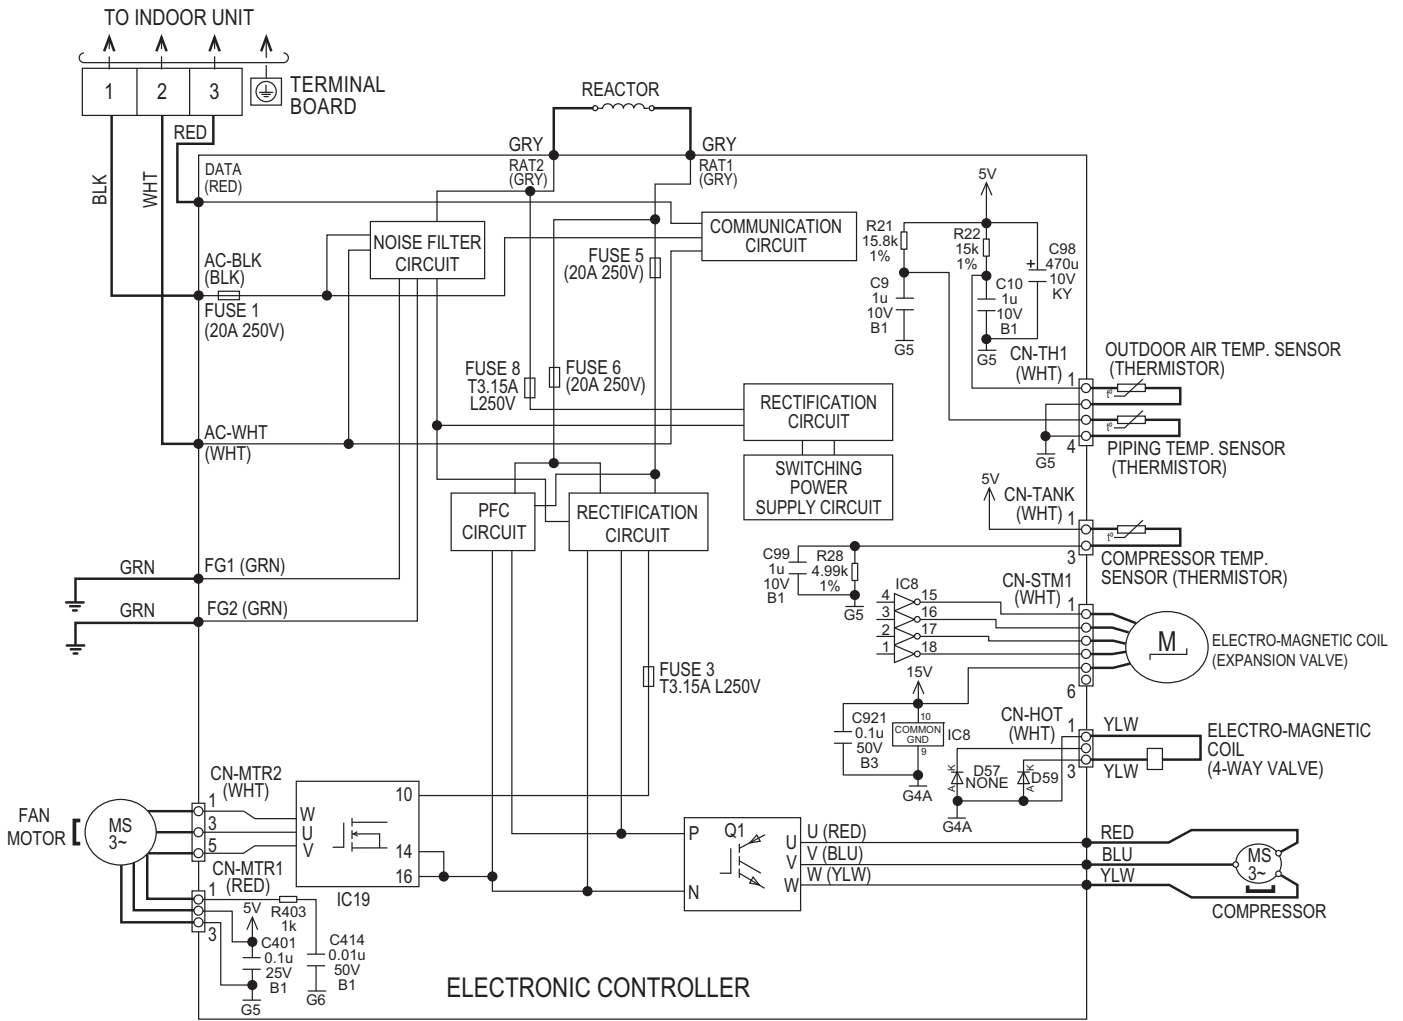 TO INDOOR UNIT
1 2 3
TERMINAL
BOARD
RED
BLK
WHT
REACTOR
GRY
GRY
DATA
(RED)
RAT2
(GRY)
RAT1
(GRY)
NOISE FILTER
CIRCUIT
COMMUNICATION
CIRCUIT
AC-BLK
(BLK)
FUSE 1
(20A 250V)
FUSE 5
(20A 250V)
FUSE 8
T3.15A
L250V
FUSE 6
(20A 250V)
AC-WHT
(WHT)
RECTIFICATION
CIRCUIT
SWITCHING
POWER
SUPPLY CIRCUIT
PFC
CIRCUIT
RECTIFICATION
CIRCUIT
5V
R21
15.8k
1%
R22
15k
1%
C98
470u
10V
KY
+
C9
1u
10V
B1
C10
1u
10V
B1
G5
G5
CN-TH1
(WHT)
1
4
G5
OUTDOOR AIR TEMP. SENSOR
(THERMISTOR)
t°
t°
PIPING TEMP. SENSOR
(THERMISTOR)
5V
CN-TANK
(WHT)
1
3
t°
COMPRESSOR TEMP.
SENSOR (THERMISTOR)
C99
1u
10V
B1
R28
4.99k
1%
G5
CN-STM1
(WHT)
1
6
IC8
4 15
3 16
2 17
1 18
M
ELECTRO-MAGNETIC COIL
(EXPANSION VALVE)
15V
C921
0.1u
50V
B3
10
COMMON
GND
9
IC8
G4A
CN-HOT
(WHT)
1
3
YLW
YLW
ELECTRO-MAGNETIC
COIL
(4-WAY VALVE)
K
A
D57
NONE
K
A
D59
G4A
GRN
FG1 (GRN)
GRN
FG2 (GRN)
FUSE 3
T3.15A L250V
CN-MTR2
(WHT)
1
3
5
FAN
MOTOR
MS
3~
W
U
V
10
14
16
IC19
CN-MTR1
(RED)
1
3
5V
R403
1k
C401
0.1u
25V
B1
C414
0.01u
50V
B1
G5
G6
P
N
Q1
U
V
W
U (RED)
V (BLU)
W (YLW)
RED
BLU
YLW
MS
3~
COMPRESSOR
ELECTRONIC CONTROLLER